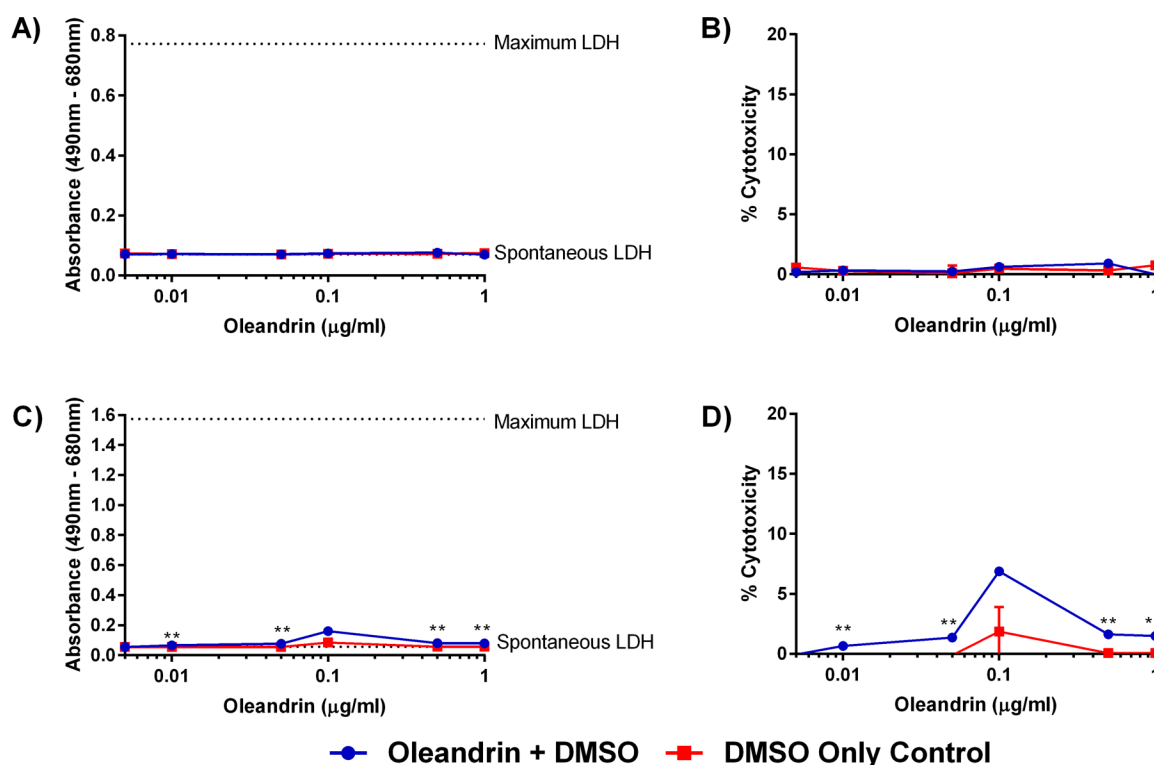 A)
Absorbance (490nm - 680nm)
0.8
0.6
0.4
0.2
0.0
Maximum LDH
Spontaneous LDH
0.01 0.1 1
Oleandrin (μg/ml)
B)
% Cytotoxicity
20
15
10
5
0
0.01 0.1 1
Oleandrin (μg/ml)
C)
Absorbance (490nm - 680nm)
1.6
1.4
1.2
1.0
0.8
0.6
0.4
0.2
0.0
Maximum LDH
** ** ** **
Spontaneous LDH
0.01 0.1 1
Oleandrin (μg/ml)
D)
% Cytotoxicity
20
15
10
5
0
** ** ** *
0.01 0.1 1
Oleandrin (μg/ml)
Oleandrin + DMSO DMSO Only Control